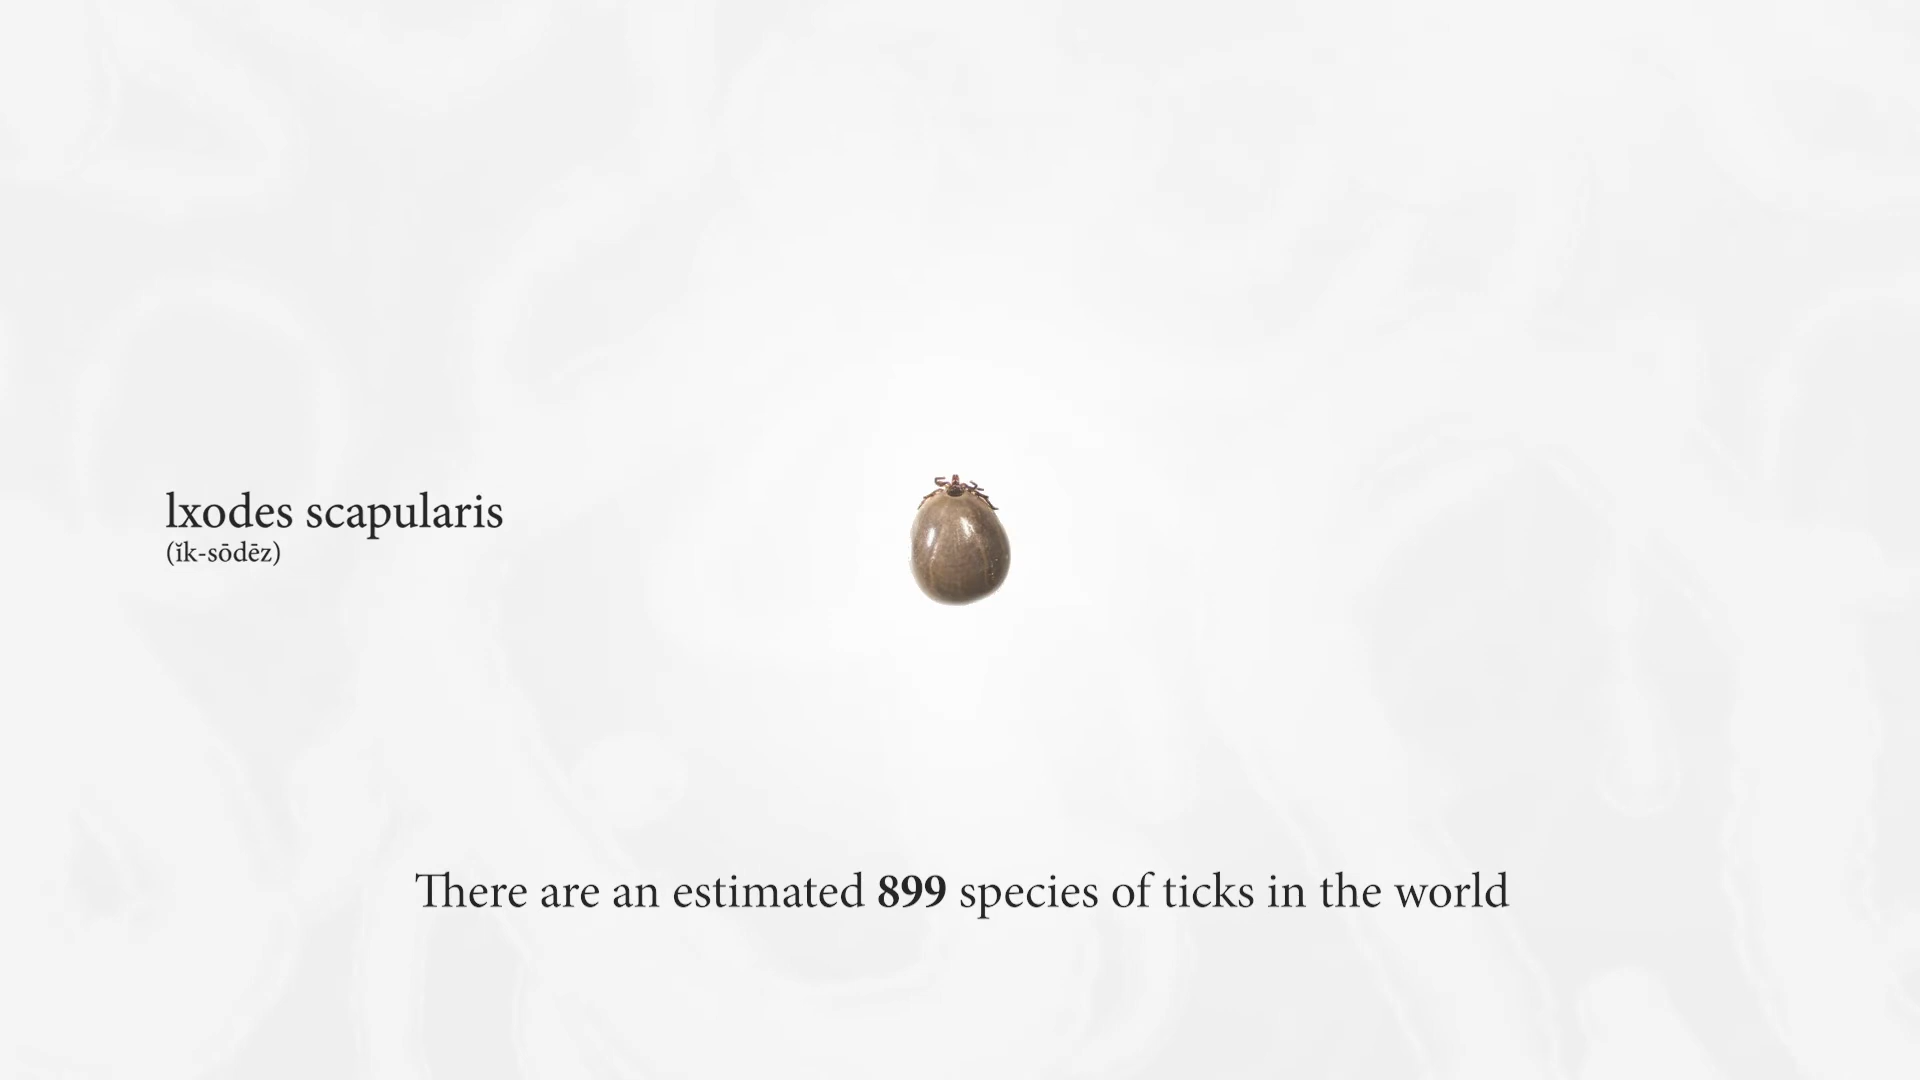 lxodes scapularis
(ĭk-sōdēz)
There are an estimated 899 species of ticks in the world